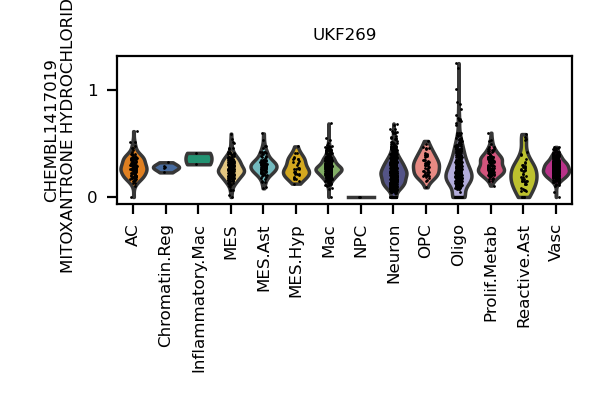 UKF269
CHEMBL1417019
MITOXANTRONE HYDROCHLORID
1
0
AC
Chromatin.Reg
Inflammatory.Mac
MES
MES.Ast
MES.Hyp
Mac
NPC
Neuron
OPC
Oligo
Prolif.Metab
Reactive.Ast
Vasc